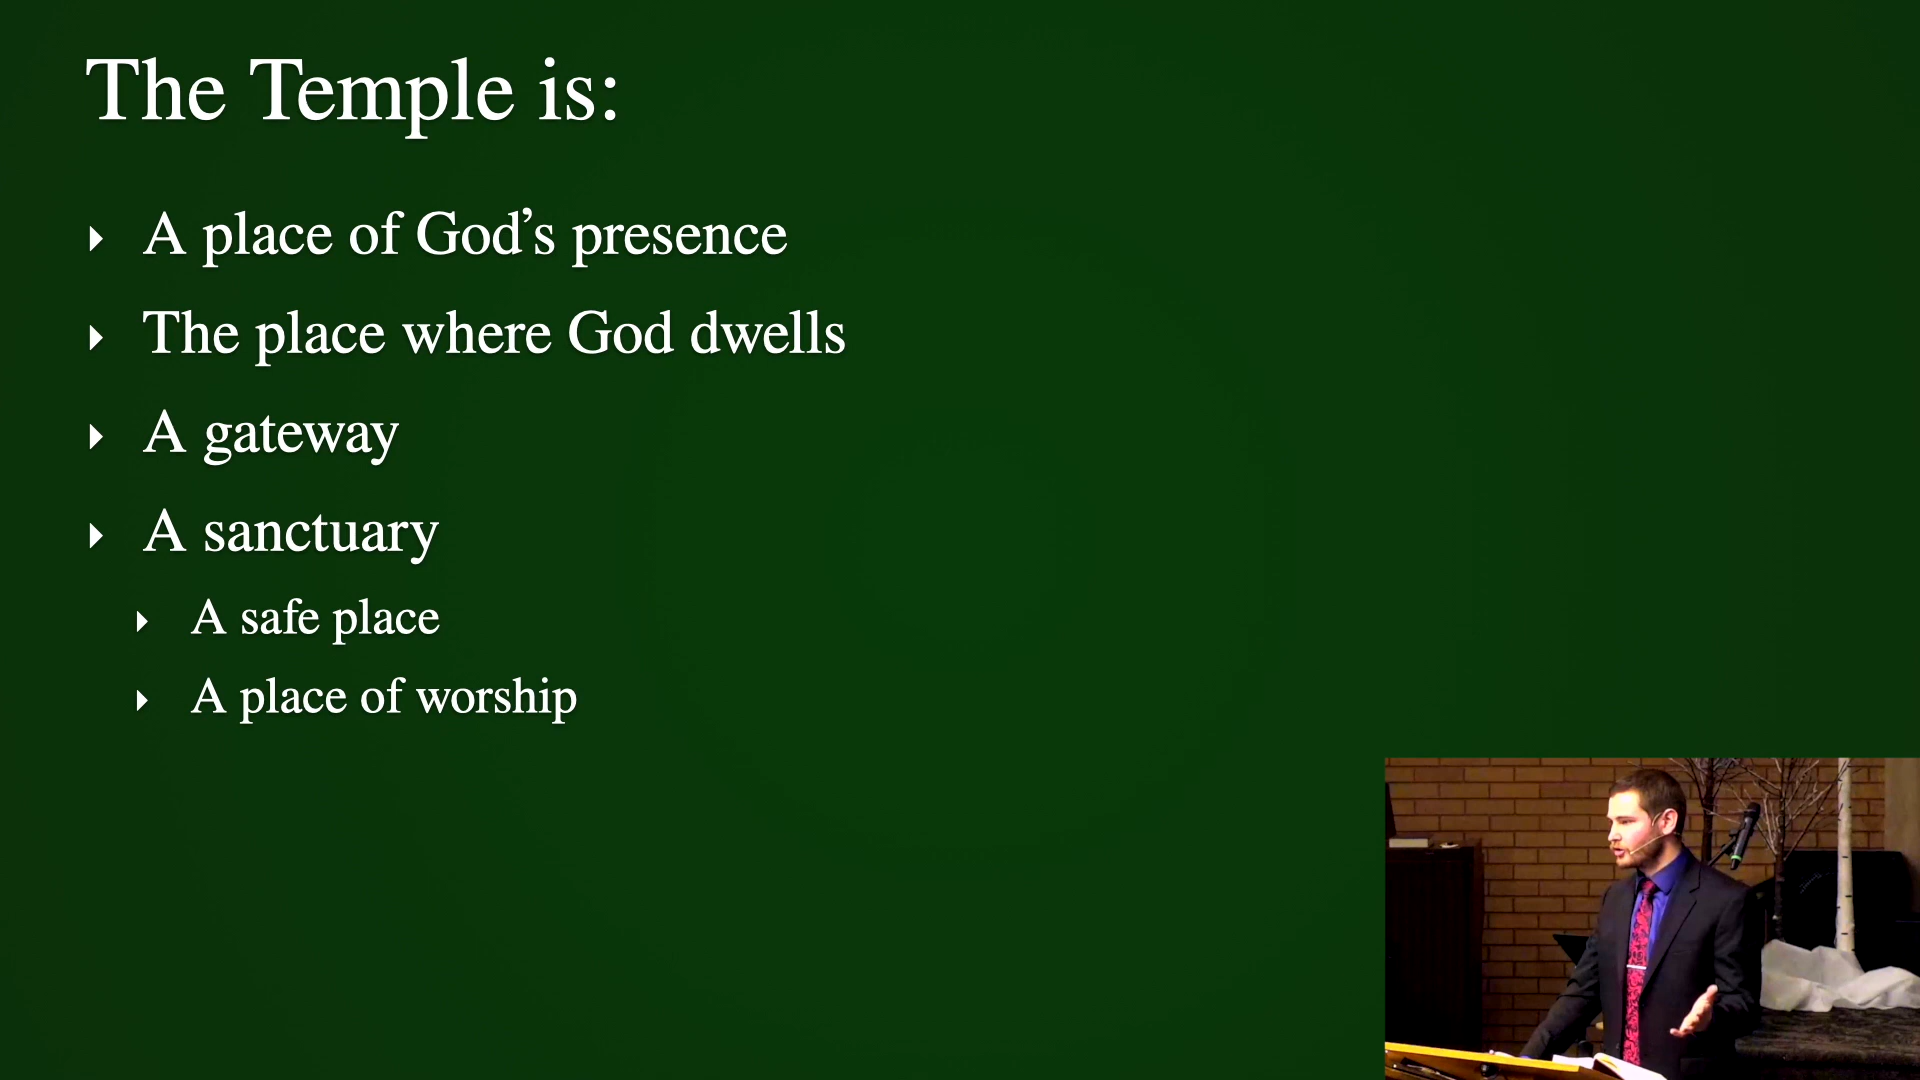 The Temple is:
A place of God’s presence
The place where God dwells
A gateway
A sanctuary
A safe place
A place of worship